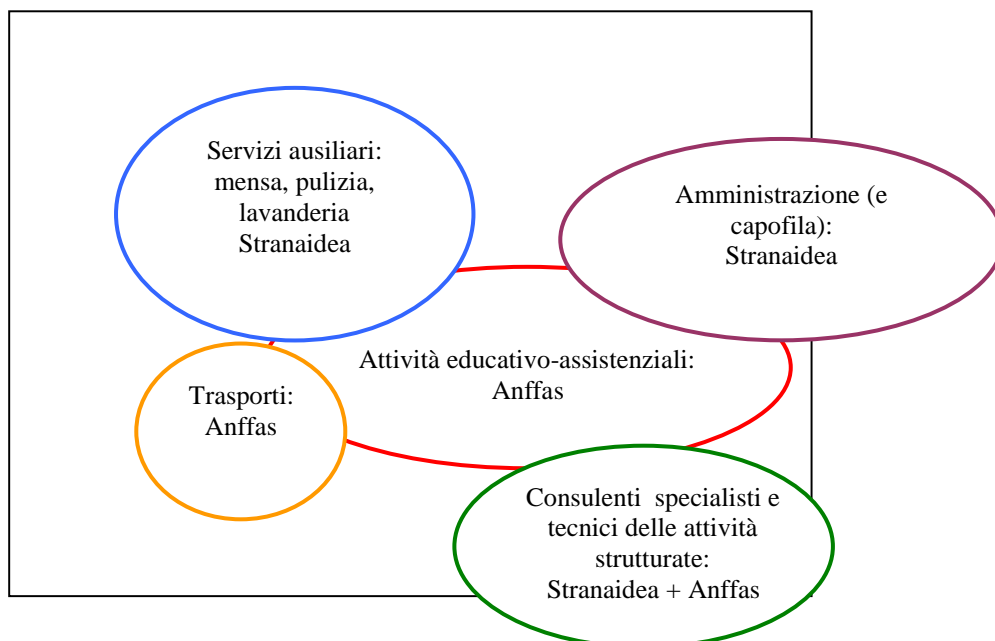 Servizi ausiliari:
mensa, pulizia,
lavanderia
Stranaidea
Amministrazione (e
capofila):
Stranaidea
Attività educativo-assistenziali:
Anffas
Trasporti:
Anffas
Consulenti  specialisti e
tecnici delle attività
strutturate:
Stranaidea + Anffas